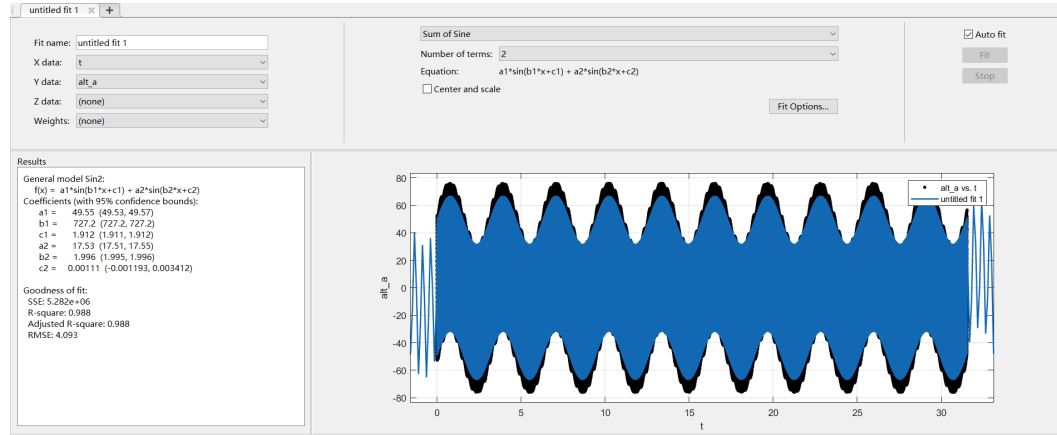 untitled fit 1
Fit name: untitled fit 1
X data: t
Y data: alt_a
Z data: (none)
Weights: (none)
Sum of Sine
Number of terms: 2
Equation: a1*sin(b1*x+c1) + a2*sin(b2*x+c2)
Center and scale
Fit Options...
Auto fit
Fit
Stop
Results
General model Sin2:
f(x) = a1*sin(b1*x+c1) + a2*sin(b2*x+c2)
Coefficients (with 95% confidence bounds):
a1 = 49.55 (49.53, 49.57)
b1 = 727.2 (727.2, 727.2)
c1 = 1.912 (1.911, 1.912)
a2 = 17.53 (17.51, 17.55)
b2 = 1.996 (1.995, 1.996)
c2 = 0.00111 (-0.001193, 0.003412)
Goodness of fit:
SSE: 5.282e+06
R-square: 0.988
Adjusted R-square: 0.988
RMSE: 4.093
alt_a vs. t
untitled fit 1
80
60
40
20
0
-20
-40
-60
-80
alt_a
0 5 10 15 20 25 30
t